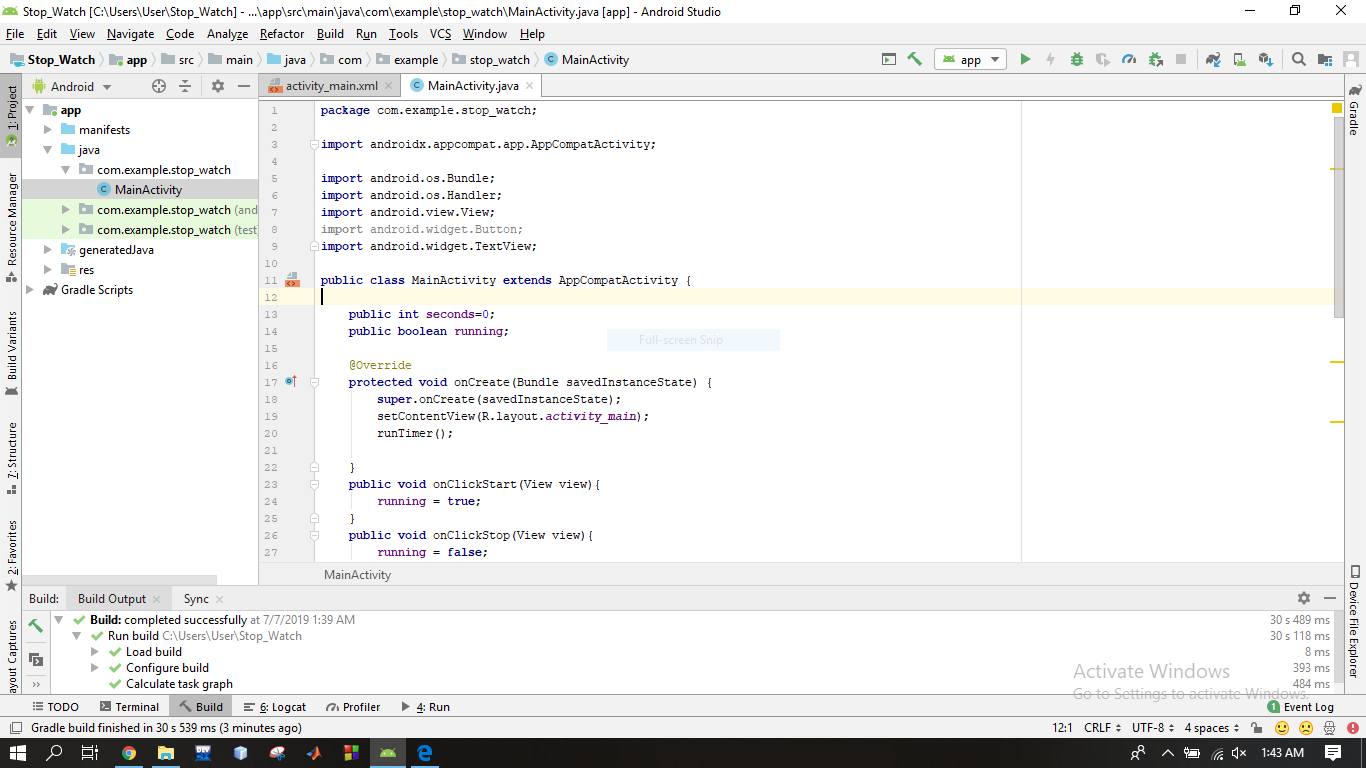 Stop_Watch [C:\Users\User\Stop_Watch] - ...\app\src\main\java\com\example\stop_watch\MainActivity.java [app] - Android Studio
File Edit View Navigate Code Analyze Refactor Build Run Tools VCS Window Help
Stop_Watch app src main java com example stop_watch MainActivity app
Android
activity_main.xml MainActivity.java
1: Project
Resource Manager
Build Variants
7: Structure
2: Favorites
ayout Captures
app
manifests
java
com.example.stop_watch
MainActivity
com.example.stop_watch (and
com.example.stop_watch (test
generatedJava
res
Gradle Scripts
1 package com.example.stop_watch;
2
3 import androidx.appcompat.app.AppCompatActivity;
4
5 import android.os.Bundle;
6 import android.os.Handler;
7 import android.view.View;
8 import android.widget.Button;
9 import android.widget.TextView;
10
11 public class MainActivity extends AppCompatActivity {
12
13 public int seconds=0;
14 public boolean running;
Full-screen Snip
15
16 @Override
17 protected void onCreate(Bundle savedInstanceState) {
18 super.onCreate(savedInstanceState);
19 setContentView(R.layout.activity_main);
20 runTimer();
21
22 }
23 public void onClickStart(View view){
24 running = true;
25 }
26 public void onClickStop(View view){
27 running = false;
MainActivity
Gradle
Device File Explorer
Build: Build Output Sync
Build: completed successfully at 7/7/2019 1:39 AM 30 s 489 ms
Run build C:\Users\User\Stop_Watch 30 s 118 ms
Load build 8 ms
Configure build 393 ms
Calculate task graph 484 ms
Activate Windows
Go to Settings to activate Windows.
TODO Terminal Build 6: Logcat Profiler 4: Run 1 Event Log
Gradle build finished in 30 s 539 ms (3 minutes ago) 12:1 CRLF UTF-8 4 spaces
1:43 AM